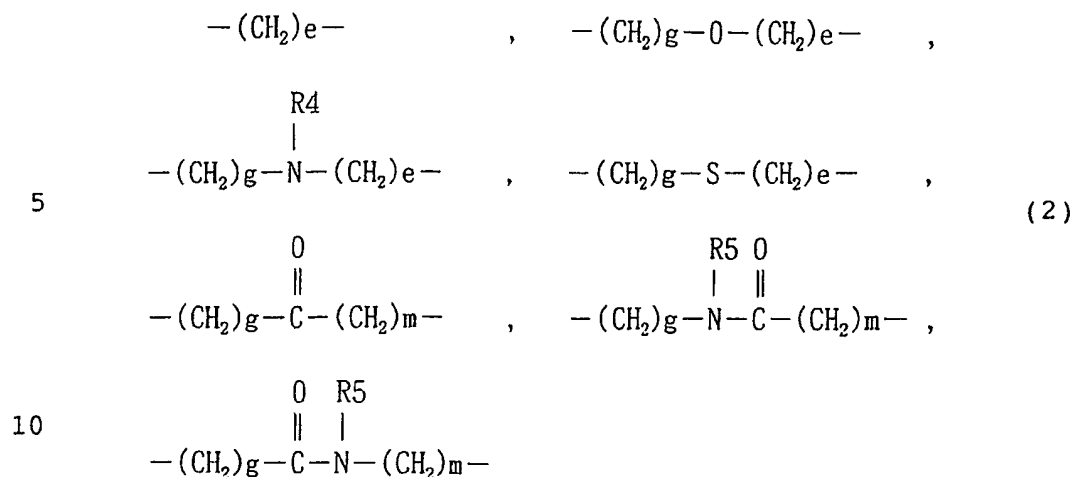 —(CH₂)e— , —(CH₂)g—O—(CH₂)e— ,
R4
|
—(CH₂)g—N—(CH₂)e— , —(CH₂)g—S—(CH₂)e— ,
5
(2)
O R5 O
‖ | ‖
—(CH₂)g—C—(CH₂)m— , —(CH₂)g—N—C—(CH₂)m— ,
O R5
10
‖ |
—(CH₂)g—C—N—(CH₂)m—